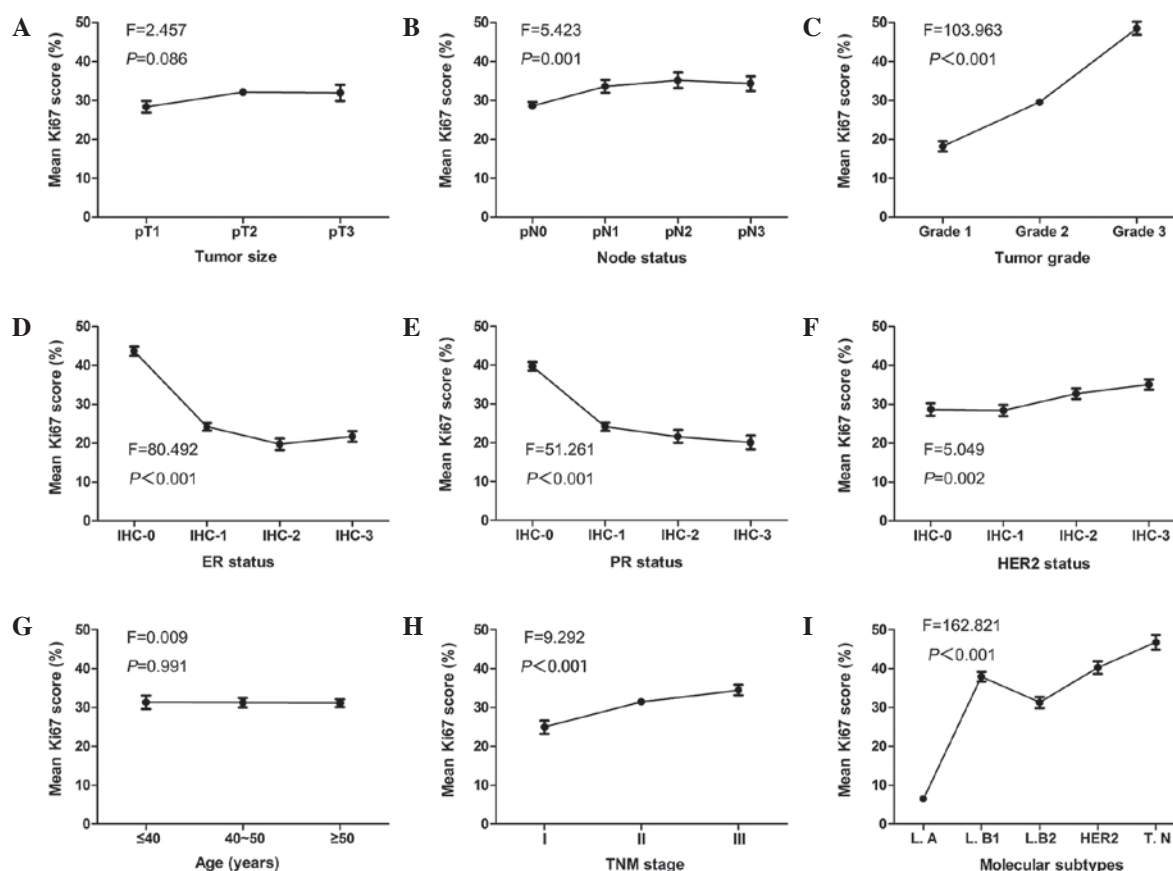 A
F=2.457
P=0.086
Mean Ki67 score (%)
50
40
30
20
10
0
pT1 pT2 pT3
Tumor size
B
F=5.423
P=0.001
Mean Ki67 score (%)
50
40
30
20
10
0
pN0 pN1 pN2 pN3
Node status
C
F=103.963
P<0.001
Mean Ki67 score (%)
50
40
30
20
10
0
Grade 1 Grade 2 Grade 3
Tumor grade
D
Mean Ki67 score (%)
50
40
30
20
10
0
F=80.492
P<0.001
IHC-0 IHC-1 IHC-2 IHC-3
ER status
E
Mean Ki67 score (%)
50
40
30
20
10
0
F=51.261
P<0.001
IHC-0 IHC-1 IHC-2 IHC-3
PR status
F
Mean Ki67 score (%)
50
40
30
20
10
0
F=5.049
P=0.002
IHC-0 IHC-1 IHC-2 IHC-3
HER2 status
G
F=0.009
P=0.991
Mean Ki67 score (%)
50
40
30
20
10
0
≤40 40~50 ≥50
Age (years)
H
F=9.292
P<0.001
Mean Ki67 score (%)
50
40
30
20
10
0
I II III
TNM stage
I
F=162.821
P<0.001
Mean Ki67 score (%)
50
40
30
20
10
0
L. A L. B1 L.B2 HER2 T. N
Molecular subtypes